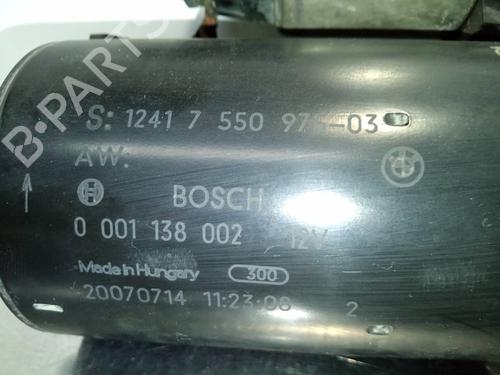 B-PARTS
S: 1241 7 550 97 -03
AW:
BOSCH
0 001 138 002 12V
Made in Hungary 300
20070714 11:23:08 2